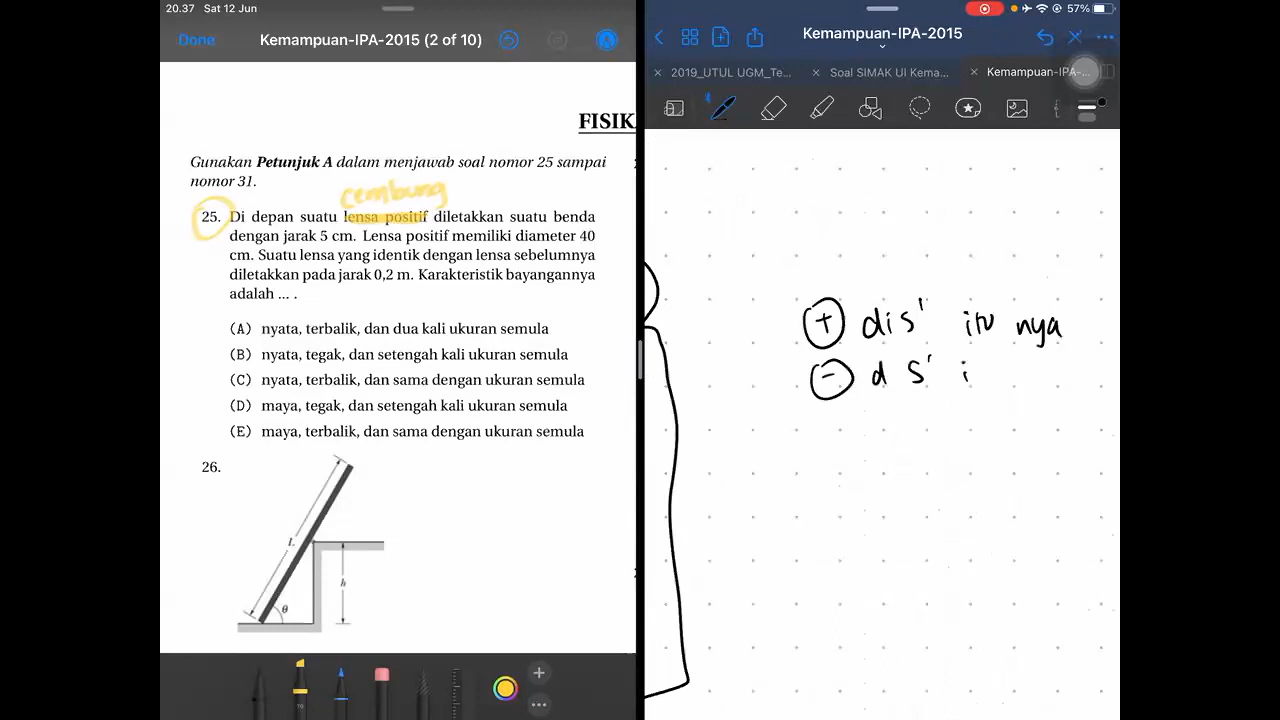 20.37 Sat 12 Jun
57%
Done
Kemampuan-IPA-2015 (2 of 10)
Kemampuan-IPA-2015
2019_UTUL UGM_Te...
Soal SIMAK UI Kema...
Kemampuan-IPA-...
FISIK
Gunakan Petunjuk A dalam menjawab soal nomor 25 sampai
nomor 31.
cembung
25. Di depan suatu lensa positif diletakkan suatu benda
dengan jarak 5 cm. Lensa positif memiliki diameter 40
cm. Suatu lensa yang identik dengan lensa sebelumnya
diletakkan pada jarak 0,2 m. Karakteristik bayangannya
adalah ... .
(A) nyata, terbalik, dan dua kali ukuran semula
(B) nyata, tegak, dan setengah kali ukuran semula
(C) nyata, terbalik, dan sama dengan ukuran semula
(D) maya, tegak, dan setengah kali ukuran semula
(E) maya, terbalik, dan sama dengan ukuran semula
26.
L
h
θ
+ di s' itu nya
- d s' i
70